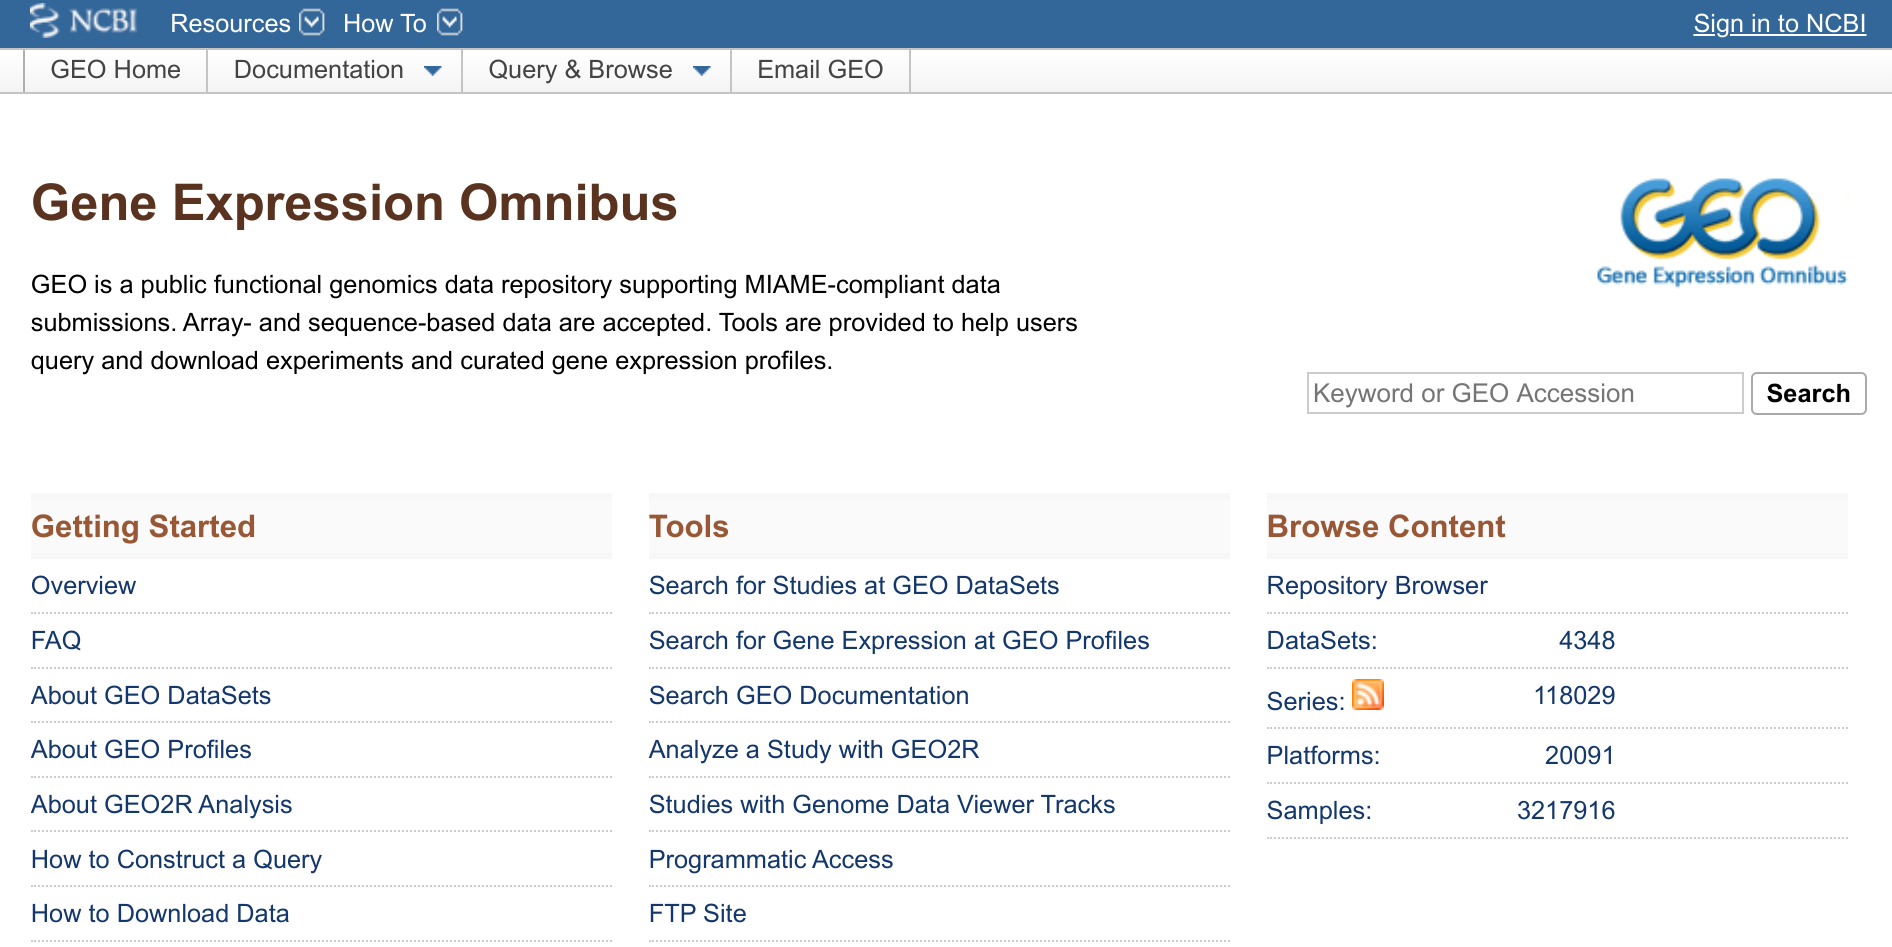 NCBI Resources How To Sign in to NCBI
GEO Home Documentation Query & Browse Email GEO
Gene Expression Omnibus
GEO is a public functional genomics data repository supporting MIAME-compliant data
submissions. Array- and sequence-based data are accepted. Tools are provided to help users
query and download experiments and curated gene expression profiles.
GEO
Gene Expression Omnibus
Keyword or GEO Accession Search
Getting Started
Overview
FAQ
About GEO DataSets
About GEO Profiles
About GEO2R Analysis
How to Construct a Query
How to Download Data
Tools
Search for Studies at GEO DataSets
Search for Gene Expression at GEO Profiles
Search GEO Documentation
Analyze a Study with GEO2R
Studies with Genome Data Viewer Tracks
Programmatic Access
FTP Site
Browse Content
Repository Browser
DataSets: 4348
Series: 118029
Platforms: 20091
Samples: 3217916